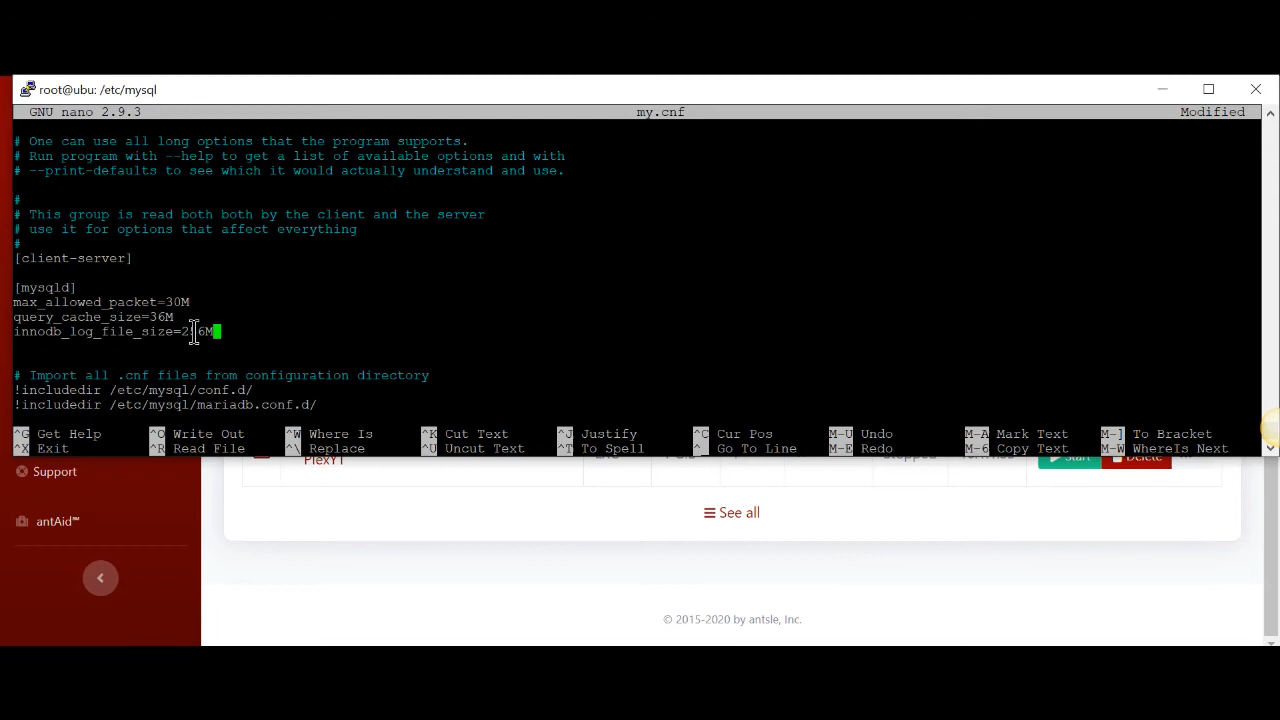 root@ubu: /etc/mysql
GNU nano 2.9.3 my.cnf Modified
# One can use all long options that the program supports.
# Run program with --help to get a list of available options and with
# --print-defaults to see which it would actually understand and use.
#
# This group is read both both by the client and the server
# use it for options that affect everything
#
[client-server]
[mysqld]
max_allowed_packet=30M
query_cache_size=36M
innodb_log_file_size=256M
# Import all .cnf files from configuration directory
!includedir /etc/mysql/conf.d/
!includedir /etc/mysql/mariadb.conf.d/
^G Get Help ^O Write Out ^W Where Is ^K Cut Text ^J Justify ^C Cur Pos M-U Undo M-A Mark Text M-] To Bracket
^X Exit ^R Read File ^\ Replace ^U Uncut Text ^T To Spell ^_ Go To Line M-E Redo M-6 Copy Text M-W WhereIs Next
PlexYT
Start Delete
Support
See all
antAid™
© 2015-2020 by antsle, Inc.